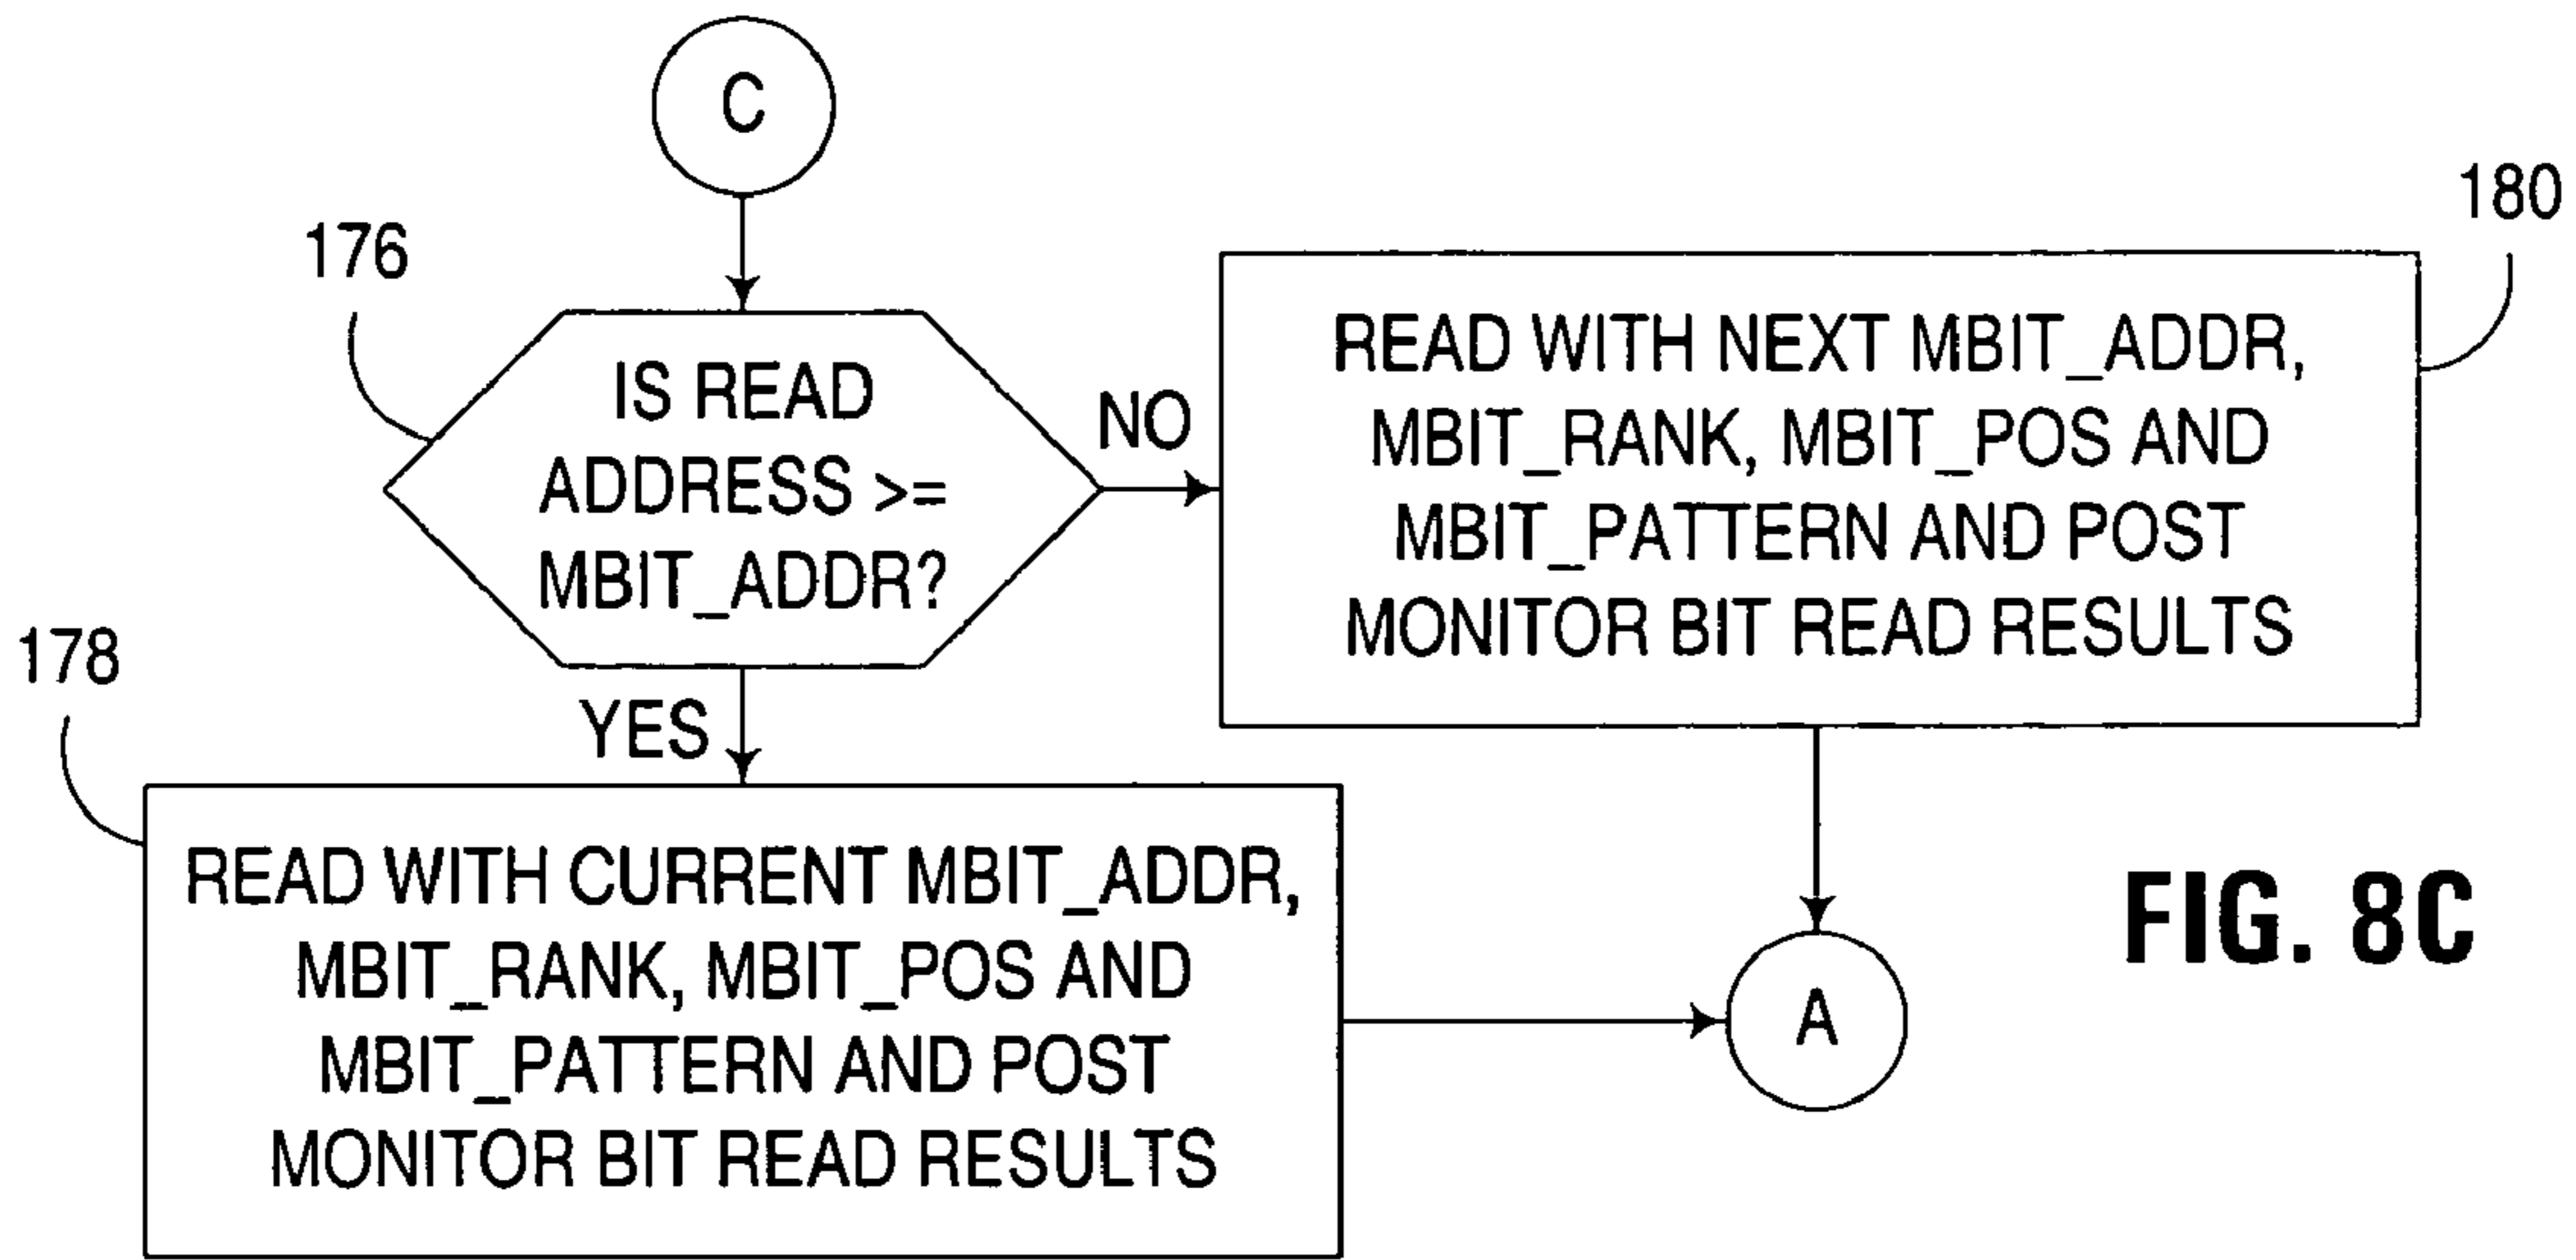 C
176
IS READ
ADDRESS >=
MBIT_ADDR?
NO
YES
180
READ WITH NEXT MBIT_ADDR,
MBIT_RANK, MBIT_POS AND
MBIT_PATTERN AND POST
MONITOR BIT READ RESULTS
178
READ WITH CURRENT MBIT_ADDR,
MBIT_RANK, MBIT_POS AND
MBIT_PATTERN AND POST
MONITOR BIT READ RESULTS
A
FIG. 8C